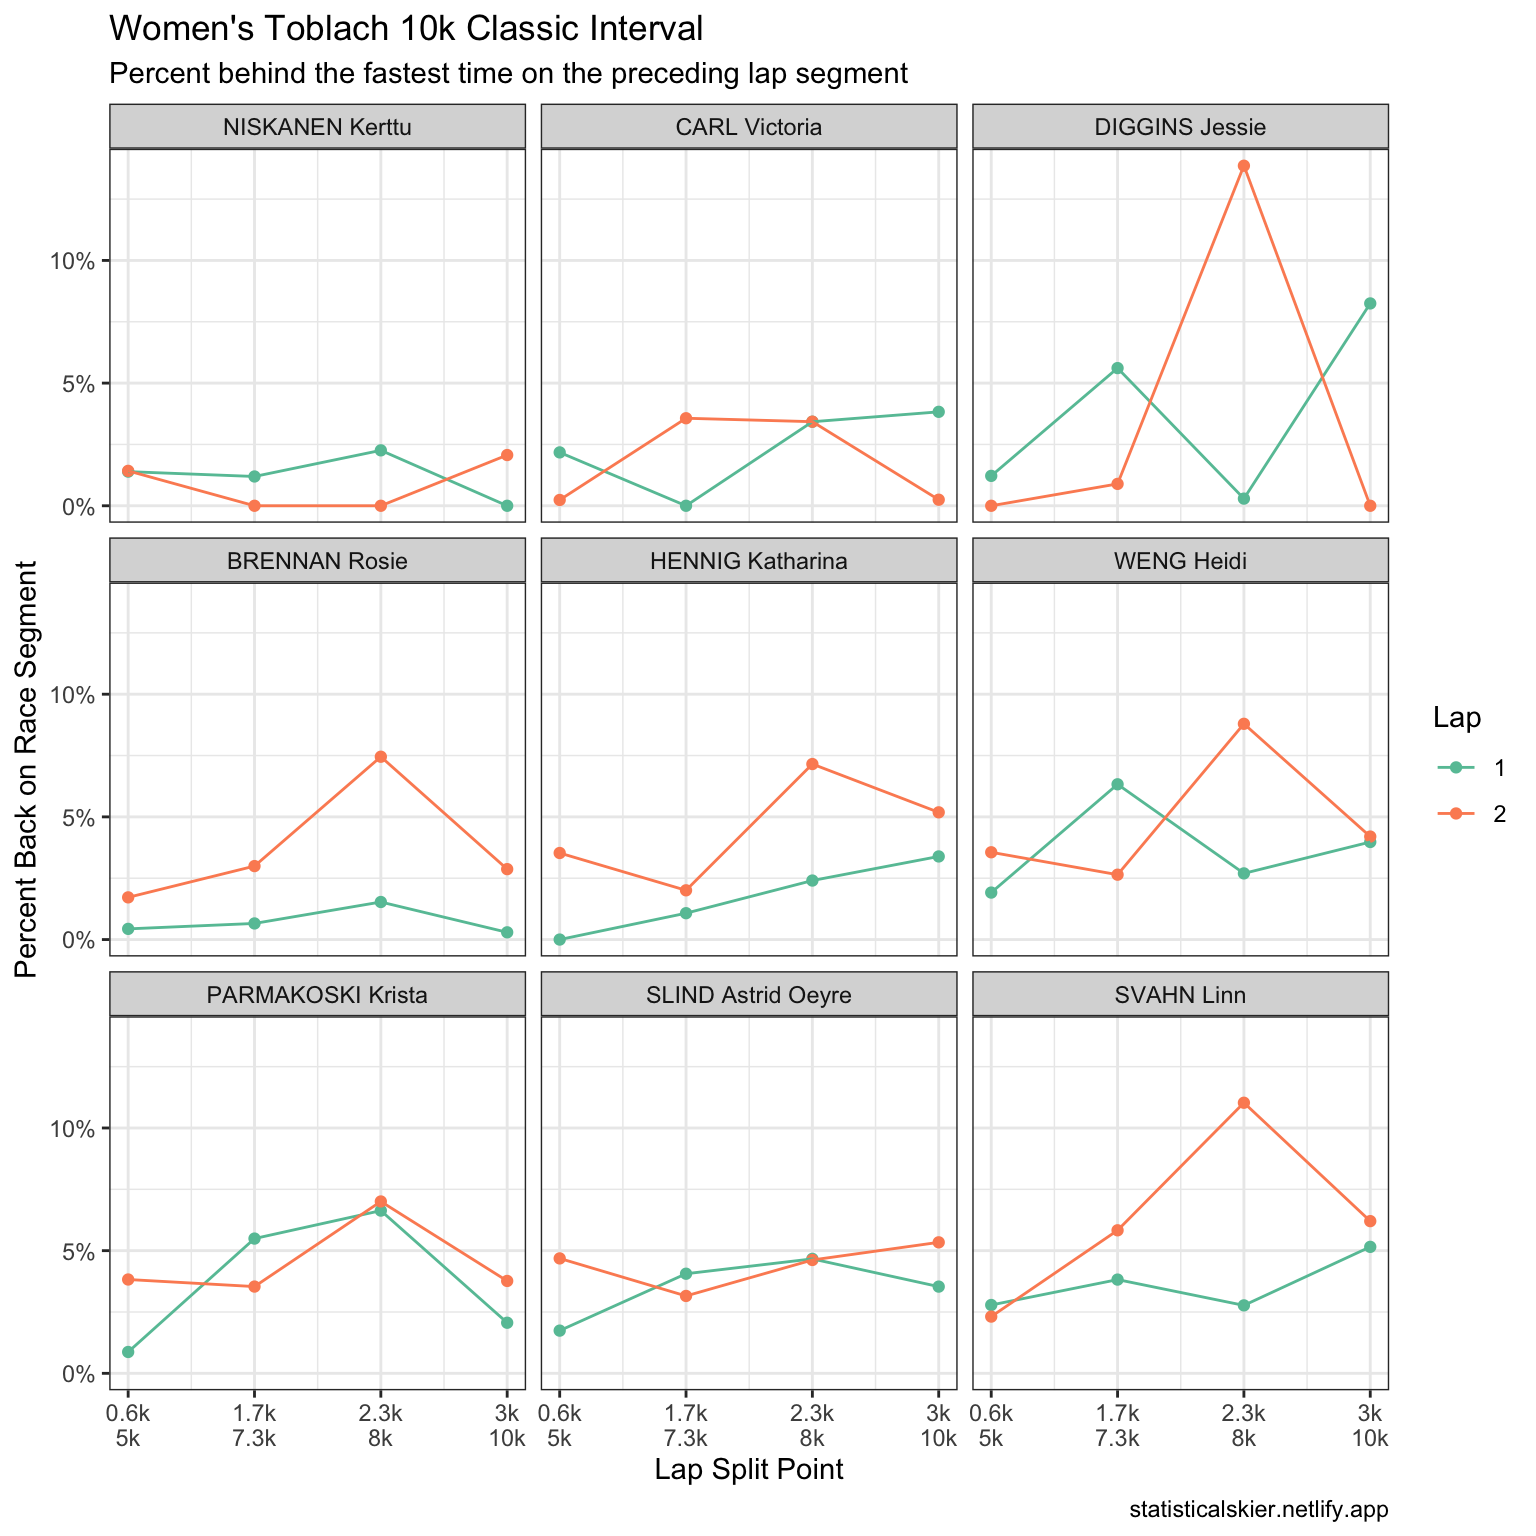 Women's Toblach 10k Classic Interval
Percent behind the fastest time on the preceding lap segment
NISKANEN Kerttu
CARL Victoria
DIGGINS Jessie
10%
5%
0%
BRENNAN Rosie
HENNIG Katharina
WENG Heidi
10%
5%
0%
PARMAKOSKI Krista
SLIND Astrid Oeyre
SVAHN Linn
10%
5%
0%
Percent Back on Race Segment
0.6k 1.7k 2.3k 3k 0.6k 1.7k 2.3k 3k 0.6k 1.7k 2.3k 3k
5k 7.3k 8k 10k 5k 7.3k 8k 10k 5k 7.3k 8k 10k
Lap Split Point
Lap
1
2
statisticalskier.netlify.app